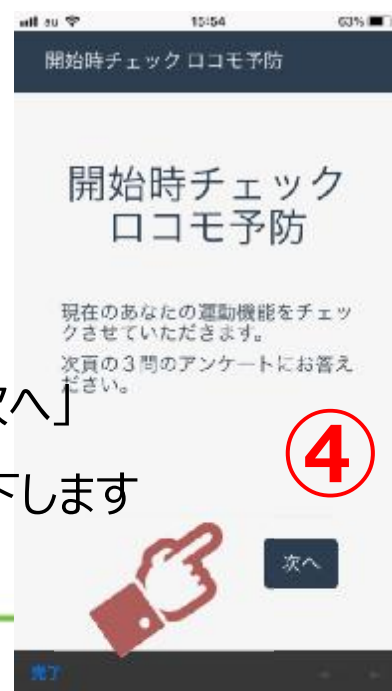 au 15:54 63%
開始時チェック ロコモ予防
開始時チェック
ロコモ予防
現在のあなたの運動機能をチェッ
クさせていただきます。
次頁の3問のアンケートにお答え
ださい。
次へ」
下します
④
次へ
完了